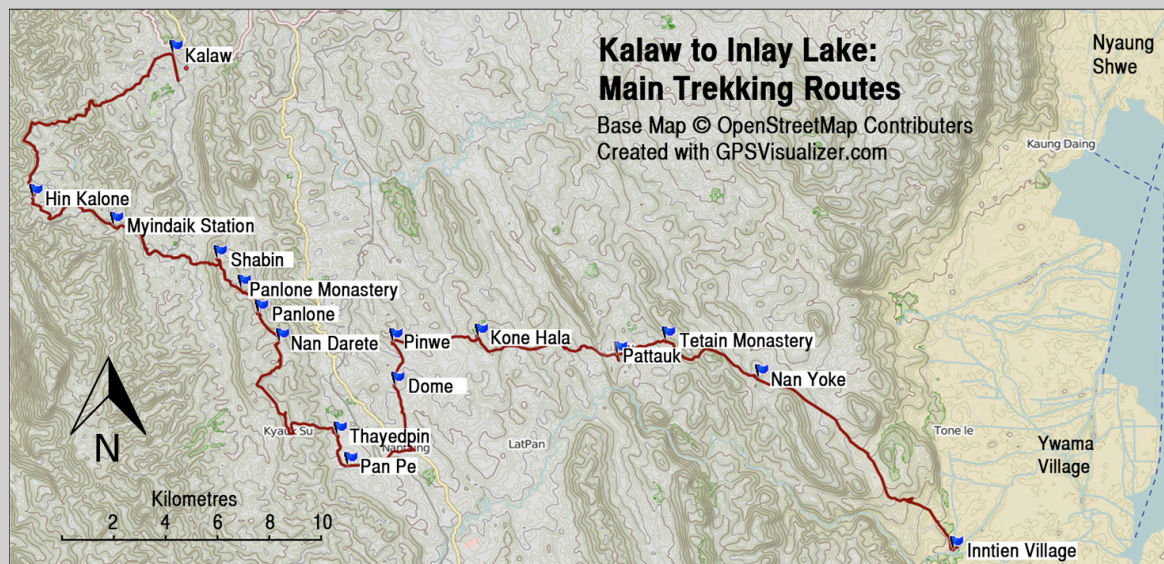 Kalaw to Inlay Lake:
Main Trekking Routes
Base Map © OpenStreetMap Contributers
Created with GPSVisualizer.com
Nyaung
Shwe
Kalaw
Kaung Daing
Hin Kalone
Myindaik Station
Shabin
Panlone Monastery
Panlone
Nan Darete
Pinwe
Kone Hala
Tetain Monastery
Pattauk
Nan Yoke
Dome
Kyauk Su
Thayedpin
LatPan
Tone le
Ywama
Village
Pan Pe
N
Kilometres
2 4 6 8 10
Inntien Village